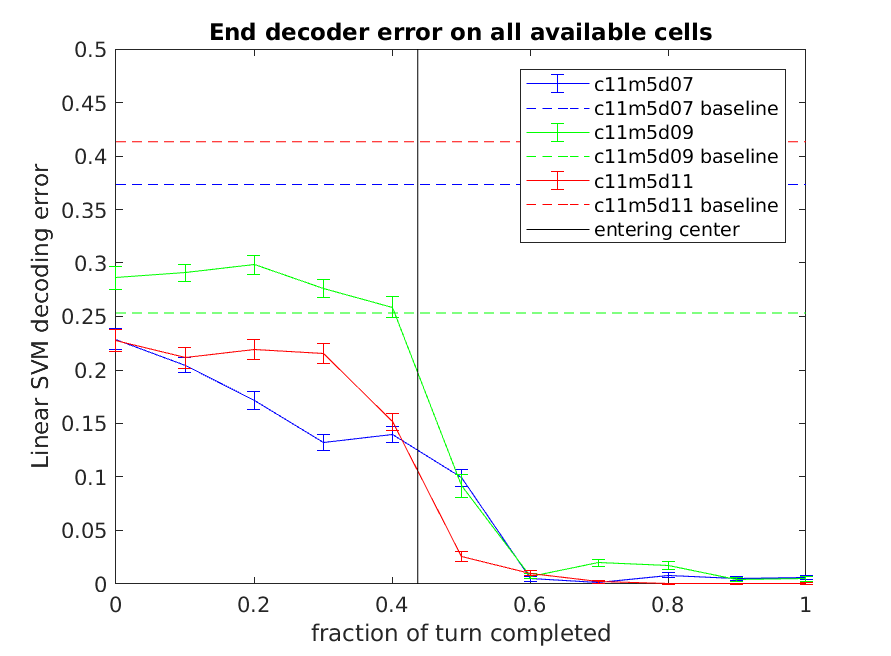 End decoder error on all available cells
0.5
0.45
0.4
0.35
0.3
0.25
0.2
0.15
0.1
0.05
0
Linear SVM decoding error
c11m5d07
c11m5d07 baseline
c11m5d09
c11m5d09 baseline
c11m5d11
c11m5d11 baseline
entering center
0 0.2 0.4 0.6 0.8 1
fraction of turn completed